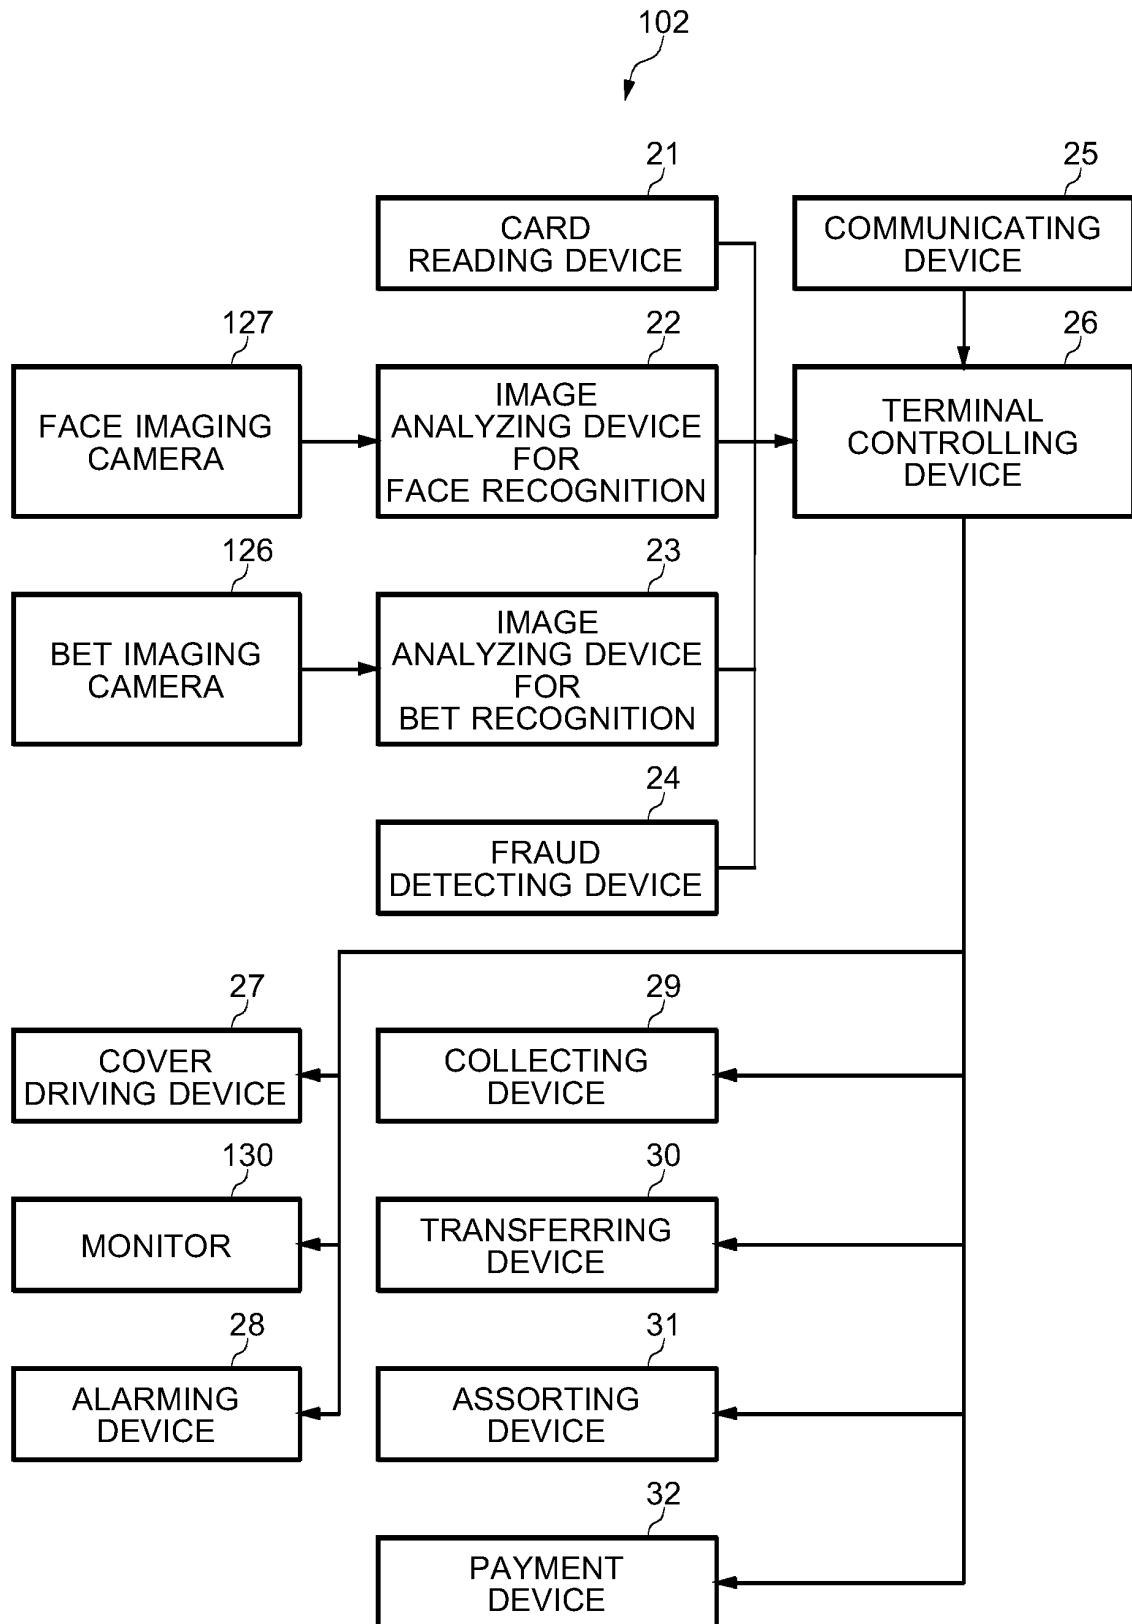 102
21
CARD
READING DEVICE
25
COMMUNICATING
DEVICE
127
FACE IMAGING
CAMERA
22
IMAGE
ANALYZING DEVICE
FOR
FACE RECOGNITION
26
TERMINAL
CONTROLLING
DEVICE
126
BET IMAGING
CAMERA
23
IMAGE
ANALYZING DEVICE
FOR
BET RECOGNITION
24
FRAUD
DETECTING DEVICE
27
COVER
DRIVING DEVICE
29
COLLECTING
DEVICE
130
MONITOR
30
TRANSFERRING
DEVICE
28
ALARMING
DEVICE
31
ASSORTING
DEVICE
32
PAYMENT
DEVICE